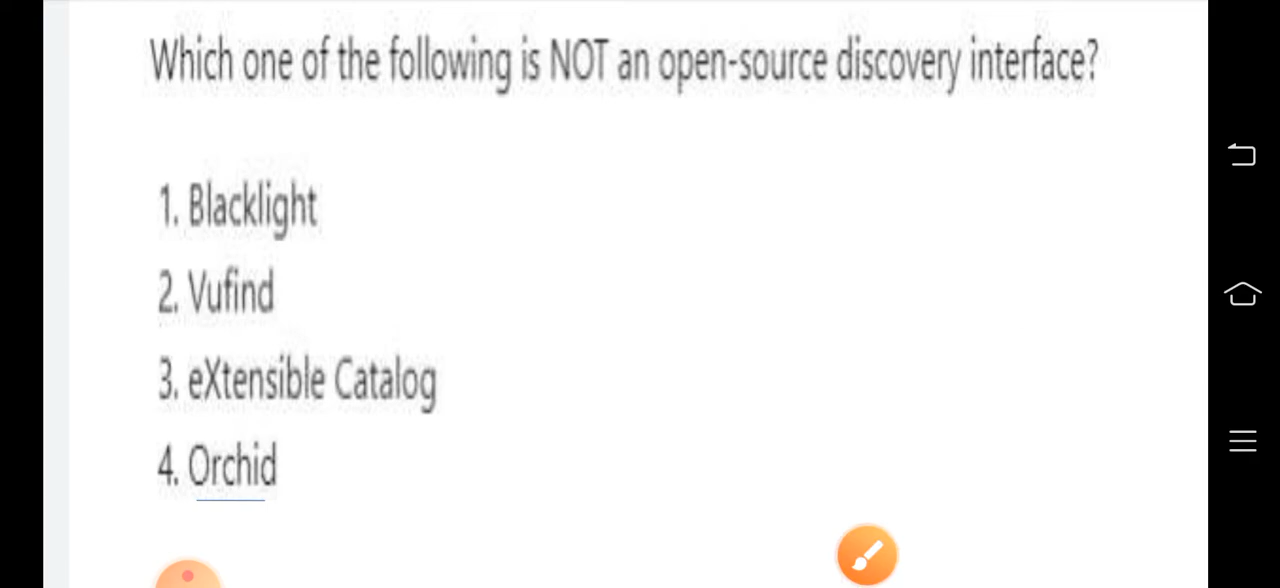 Which one of the following is NOT an open-source discovery interface?
1. Blacklight
2. Vufind
3. eXtensible Catalog
4. Orchid